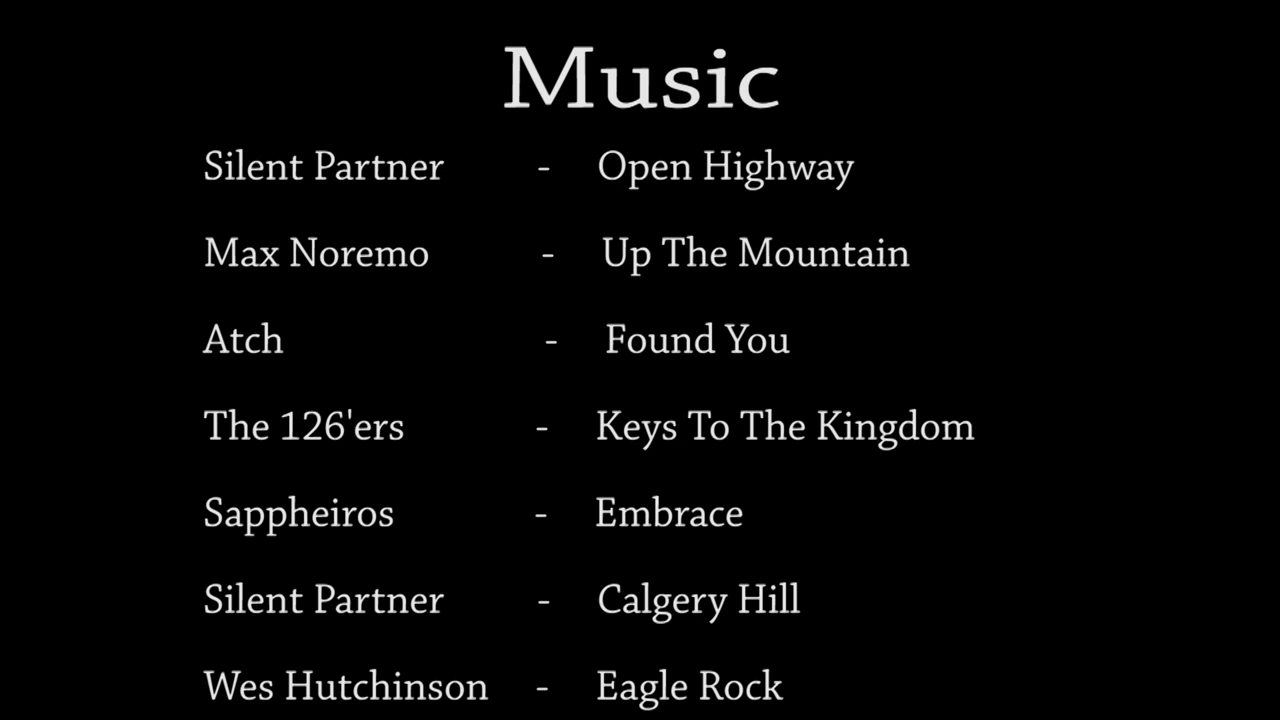 Music
Silent Partner - Open Highway
Max Noremo - Up The Mountain
Atch - Found You
The 126'ers - Keys To The Kingdom
Sappheiros - Embrace
Silent Partner - Calgery Hill
Wes Hutchinson - Eagle Rock